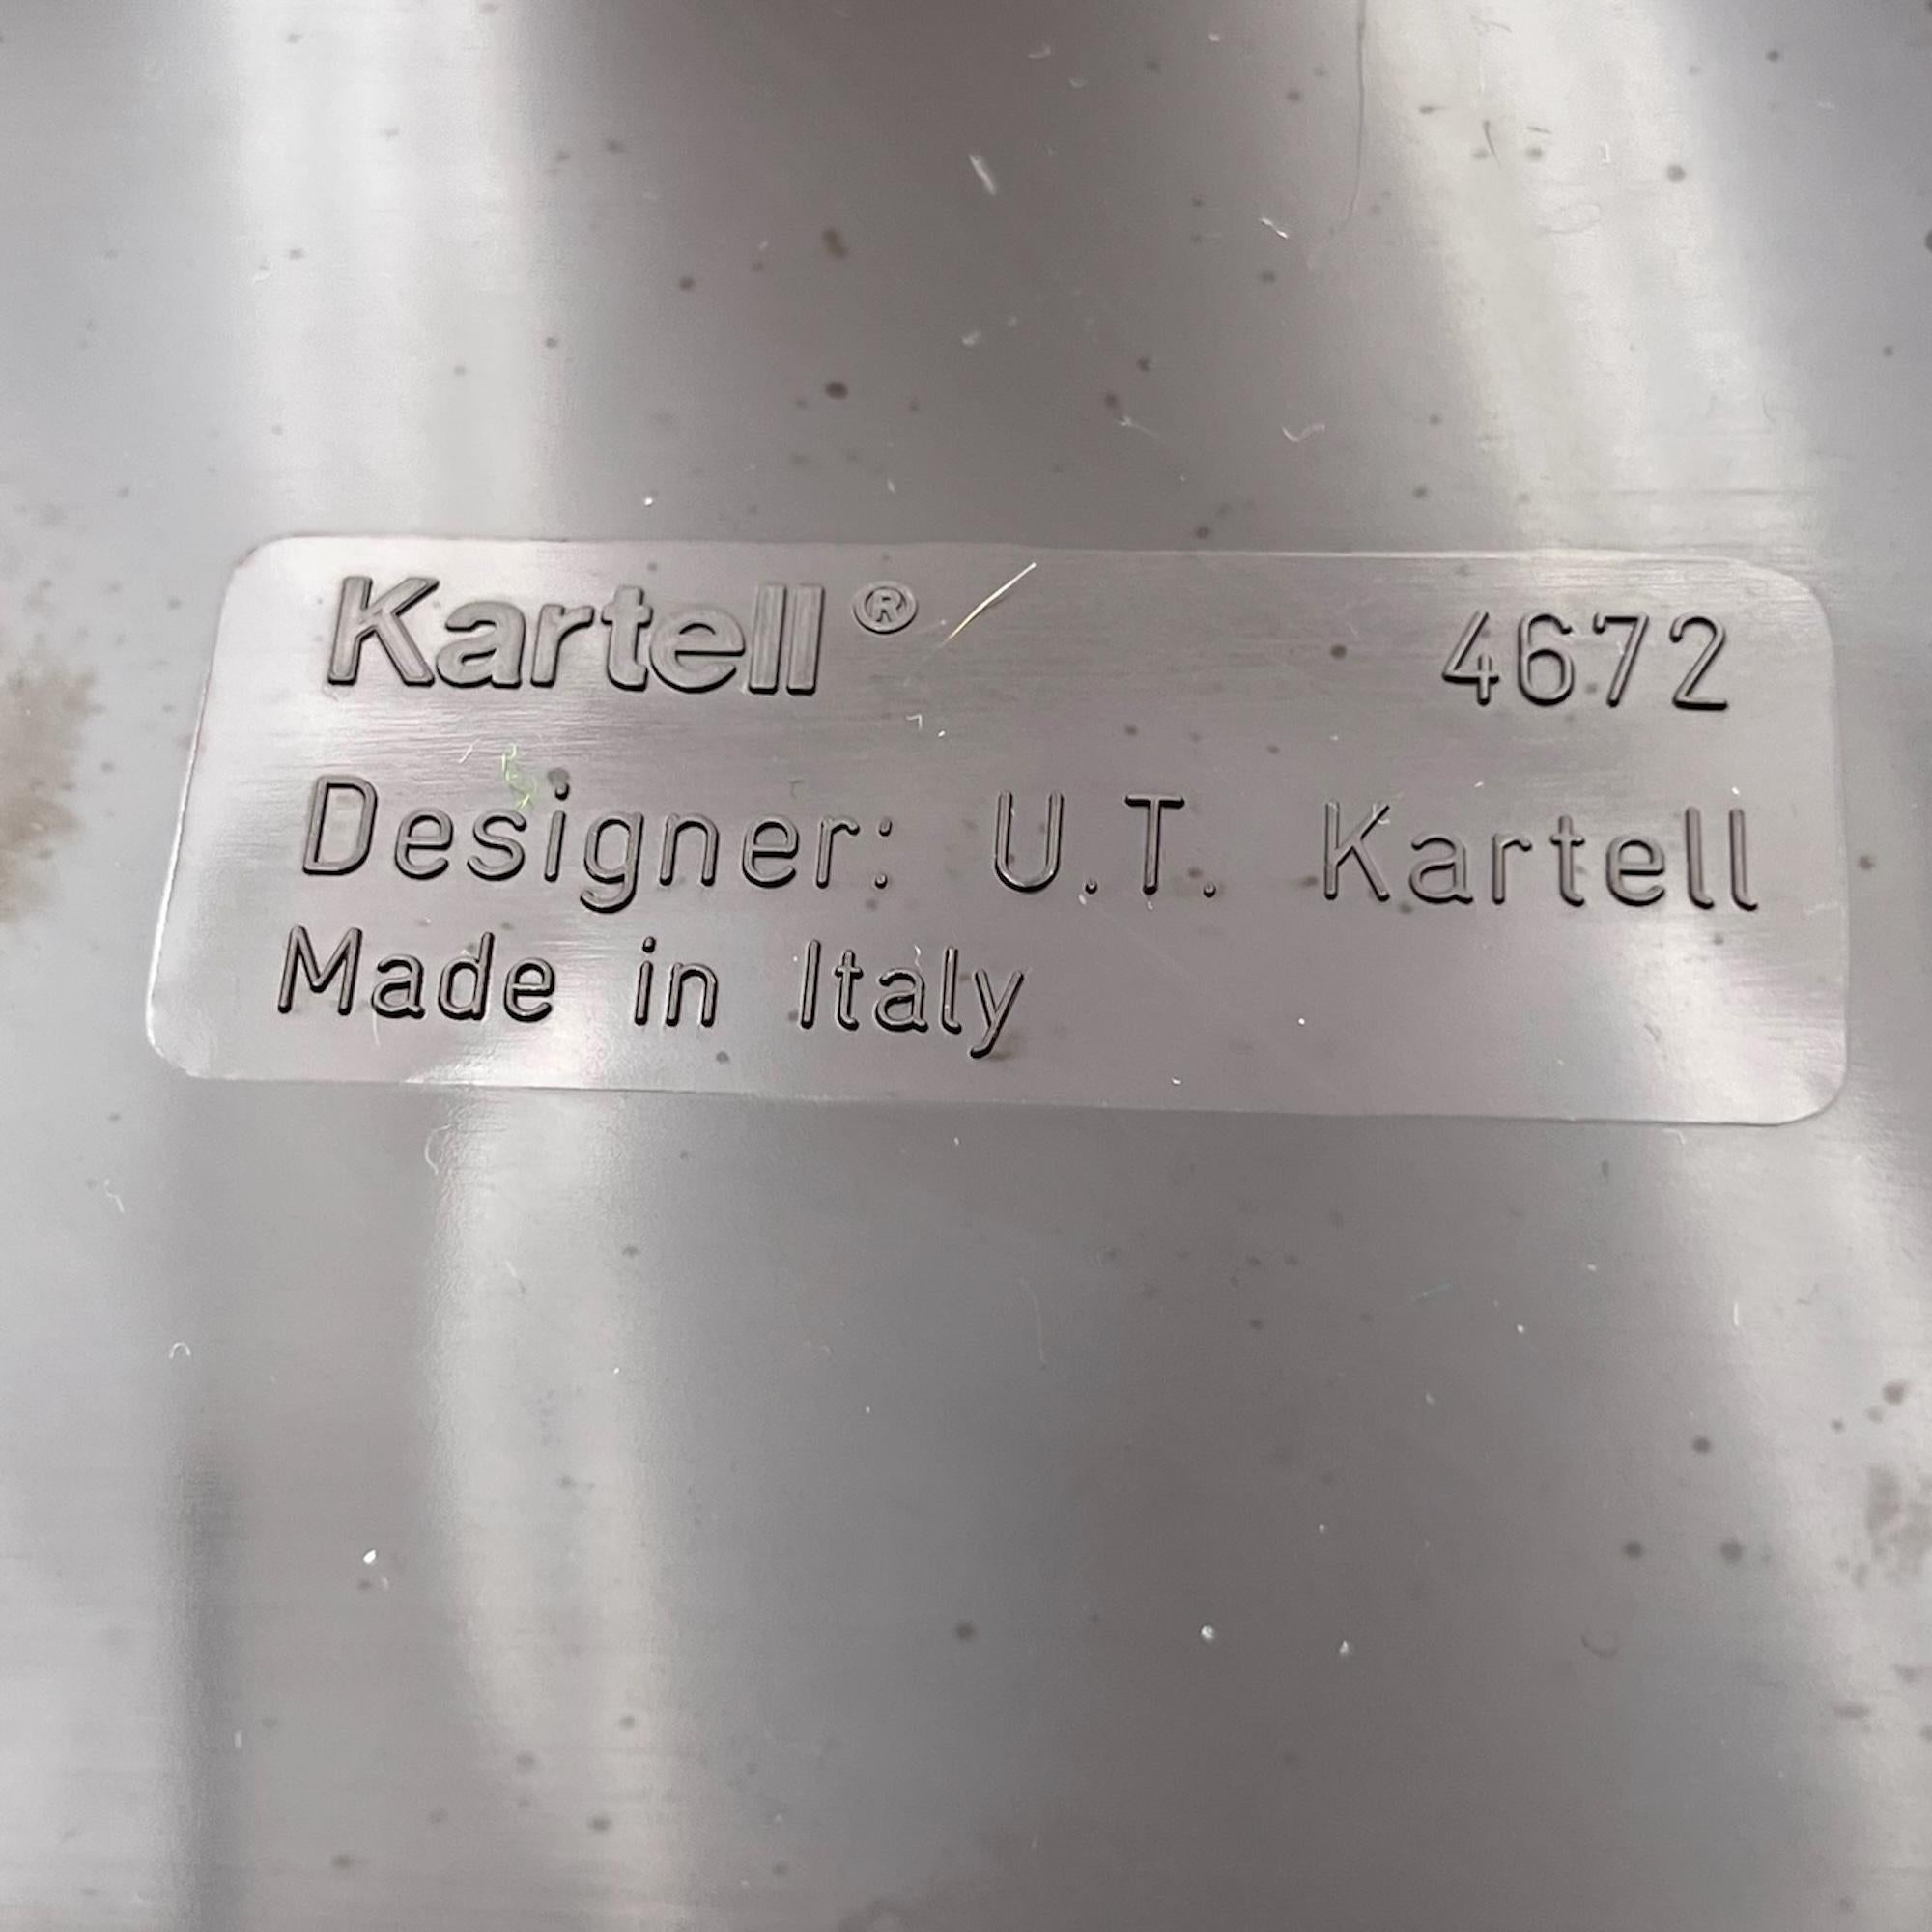 Kartell® 4672
Designer: U.T. Kartell
Made in Italy